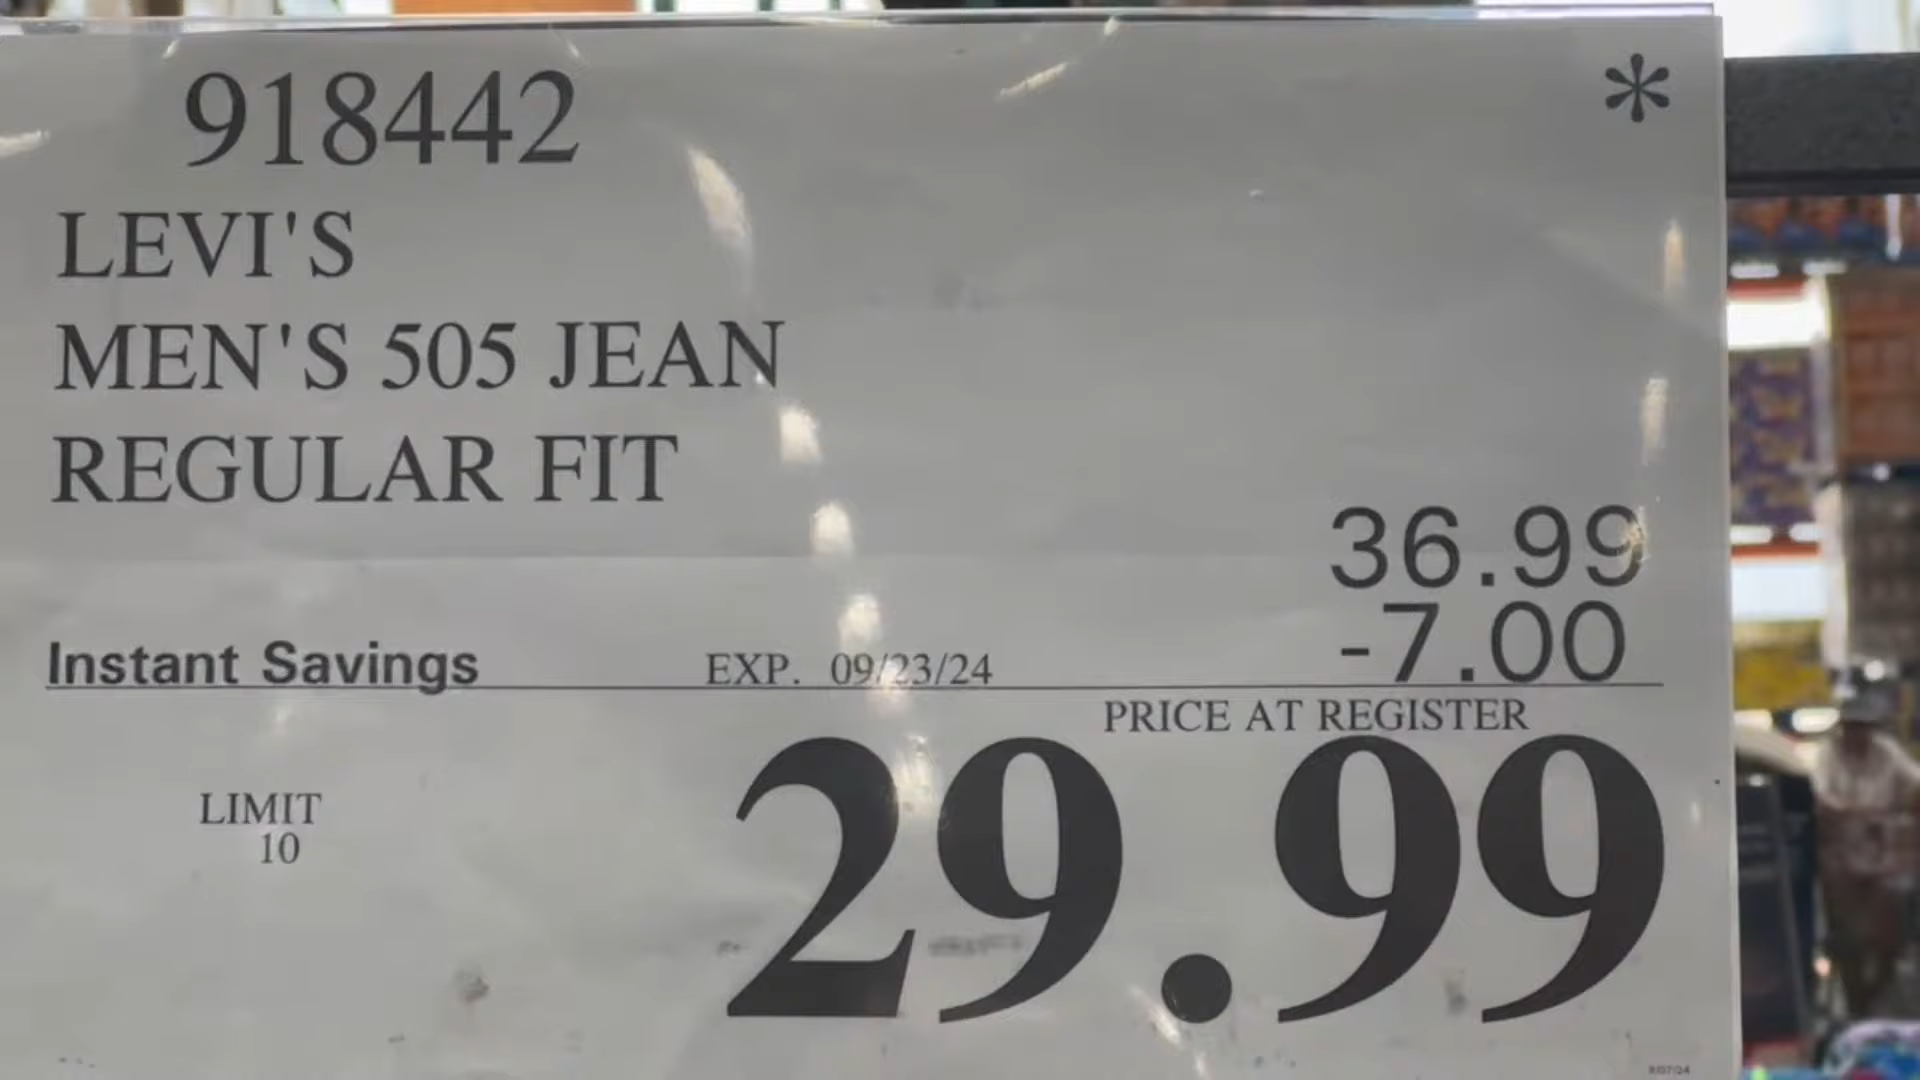 918442 *
LEVI'S
MEN'S 505 JEAN
REGULAR FIT
36.99
-7.00
Instant Savings EXP. 09/23/24
PRICE AT REGISTER
29.99
LIMIT
10